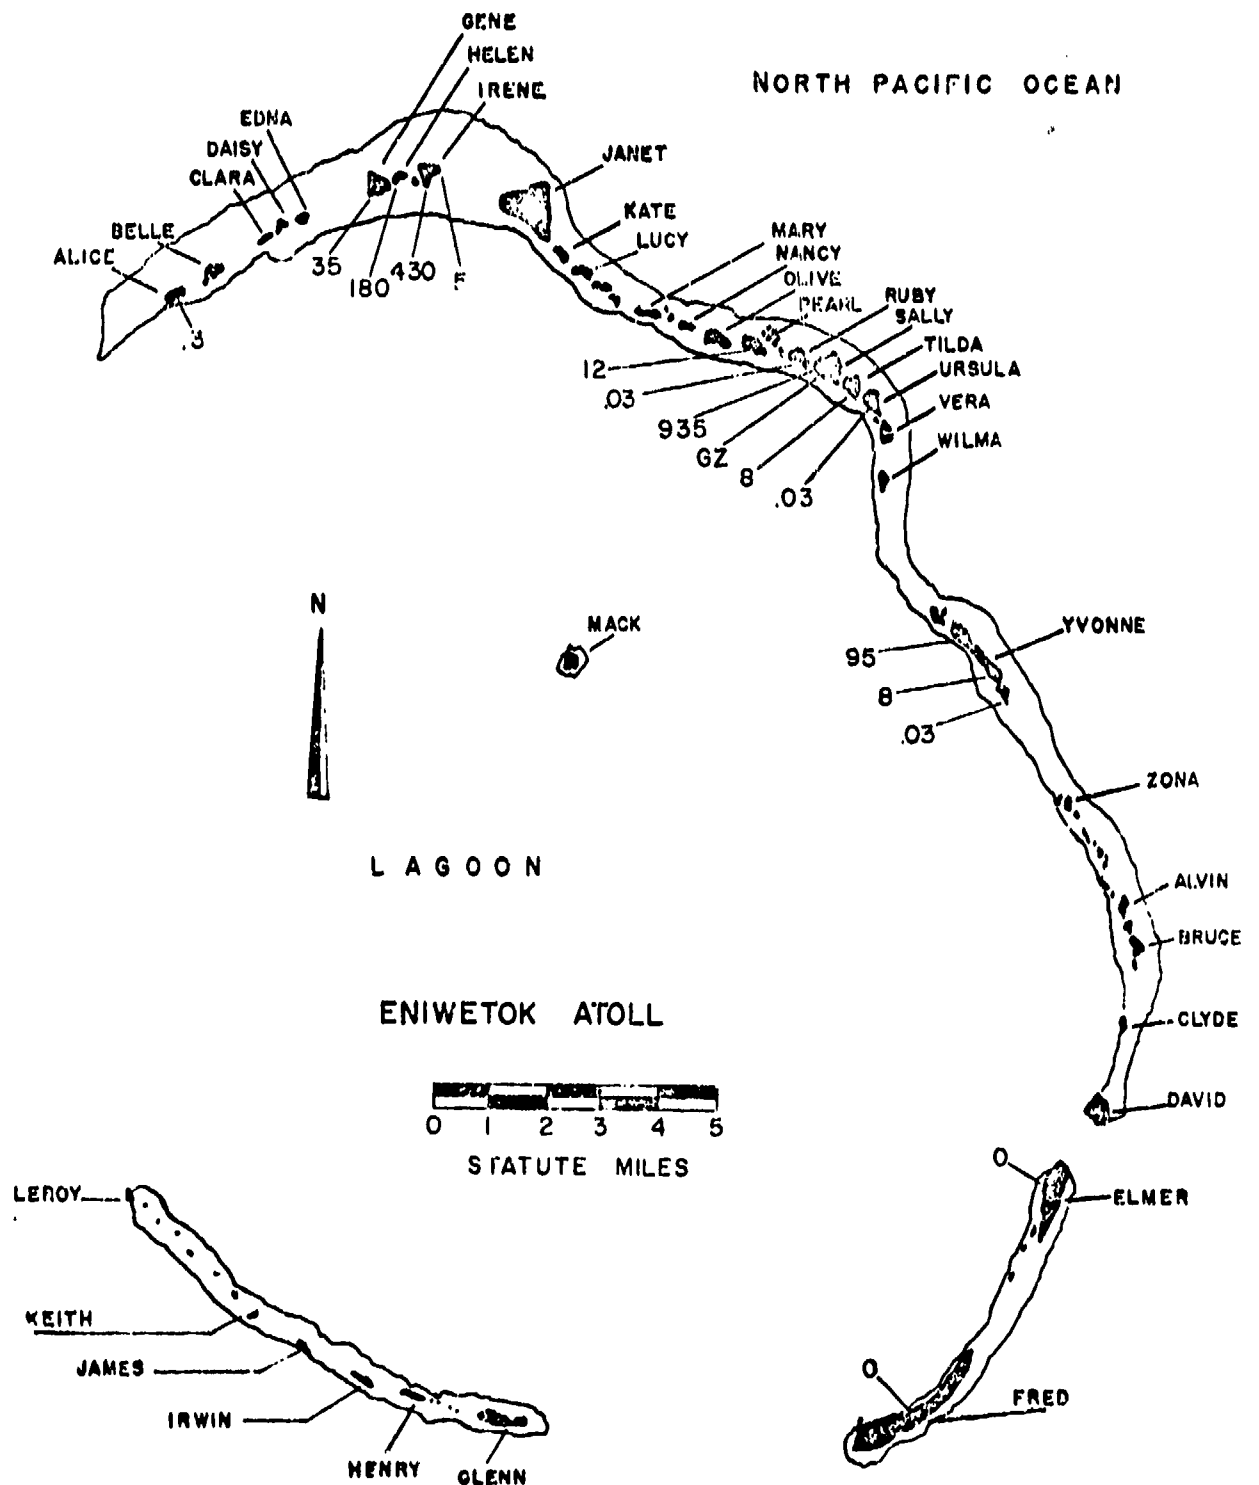 GENE
HELEN
NORTH PACIFIC OCEAN
IRENE
EDNA
DAISY
JANET
CLARA
KATE
BELLE
MARY
LUCY
NANCY
ALICE
35
430
180
OLIVE
RUBY
PEARL
SALLY
.3
TILDA
12
URSULA
.03
VERA
935
GZ
WILMA
8
.03
N
MACK
YVONNE
95
8
.03
ZONA
LAGOON
ALVIN
BRUCE
ENIWETOK ATOLL
CLYDE
DAVID
0 1 2 3 4 5
STATUTE MILES
0
LEROY
ELMER
KEITH
JAMES
0
FRED
IRWIN
HENRY
GLENN